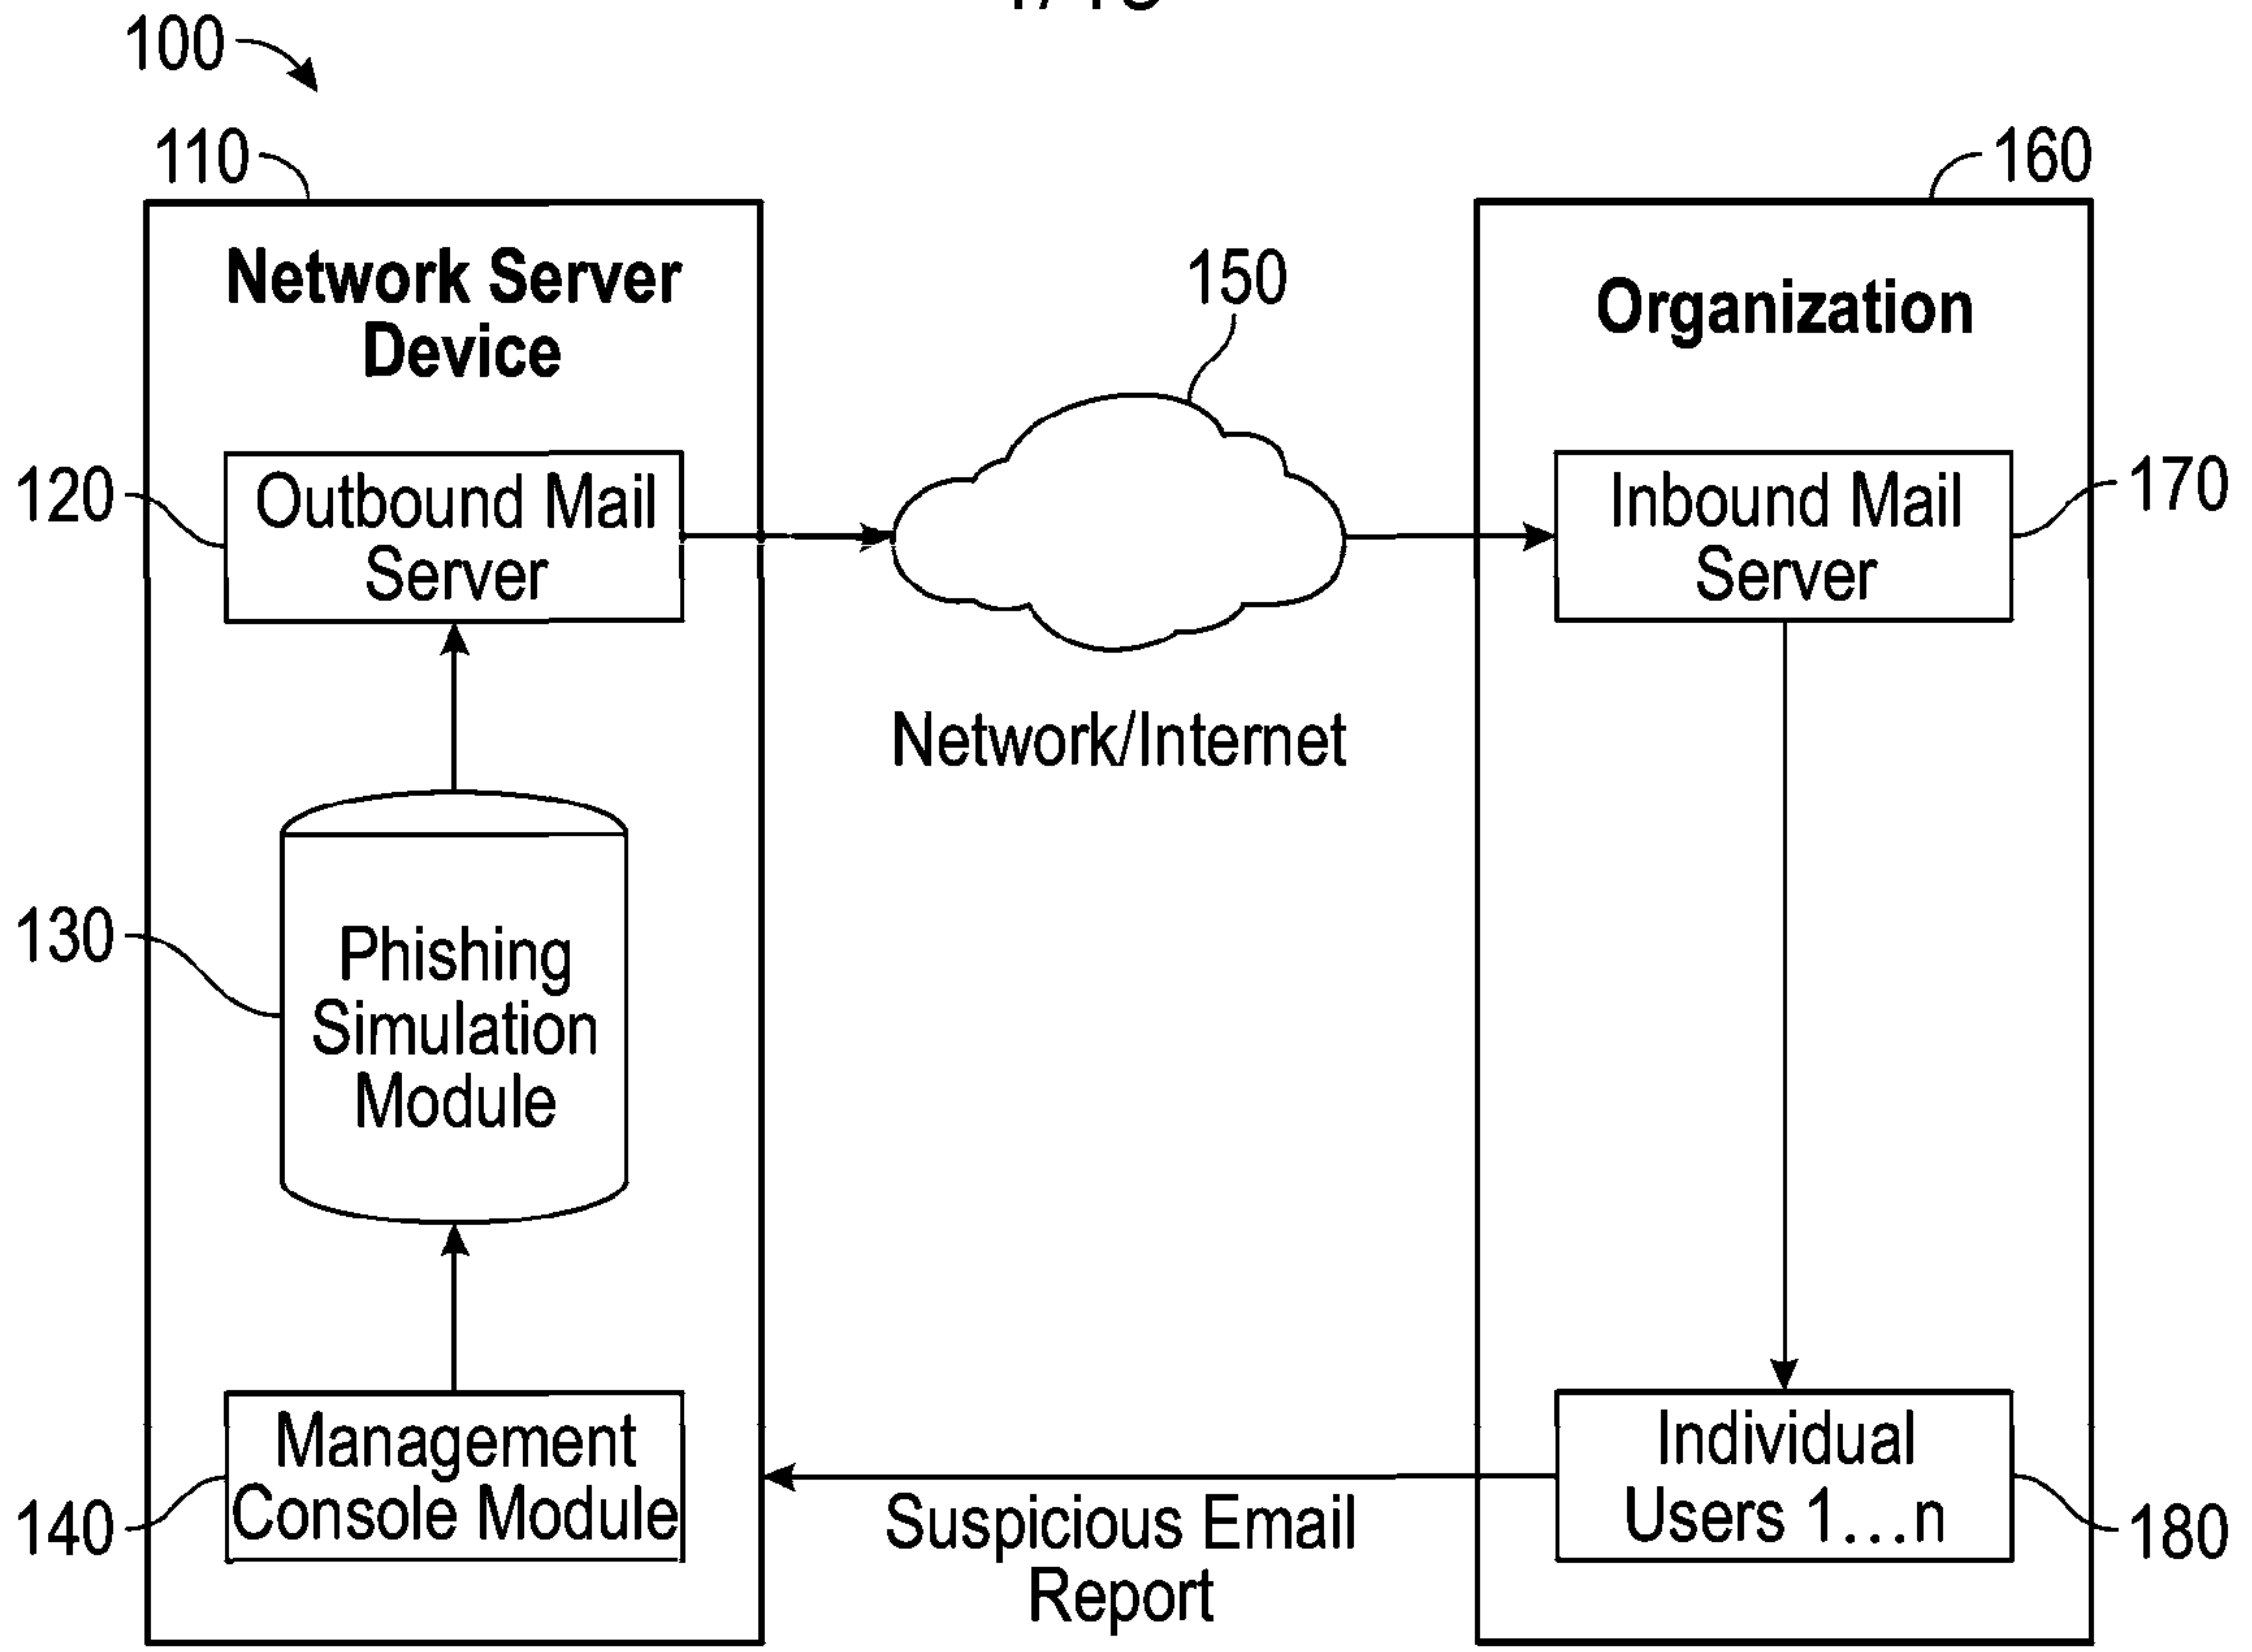 100
110
160
Network Server
Device
150
Organization
120
Outbound Mail
Server
Inbound Mail
Server
170
Network/Internet
130
Phishing
Simulation
Module
140
Management
Console Module
Suspicious Email
Report
Individual
Users 1...n
180